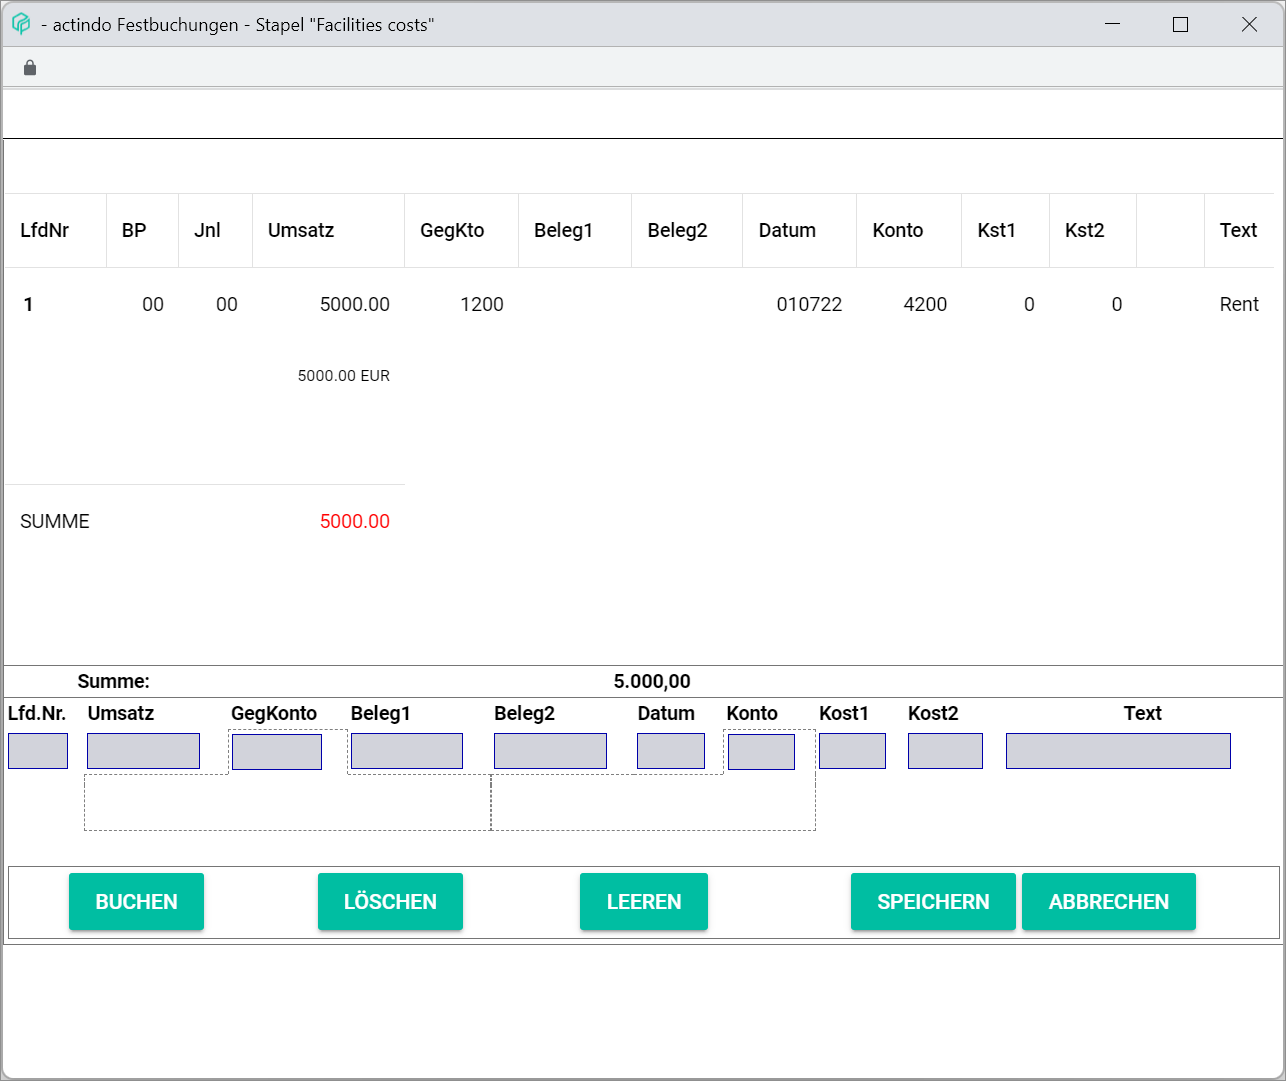 - actindo Festbuchungen - Stapel "Facilities costs"
LfdNr BP Jnl Umsatz GegKto Beleg1 Beleg2 Datum Konto Kst1 Kst2 Text
1 00 00 5000.00 1200 010722 4200 0 0 Rent
5000.00 EUR
SUMME 5000.00
Summe: 5.000,00
Lfd.Nr. Umsatz GegKonto Beleg1 Beleg2 Datum Konto Kost1 Kost2 Text
BUCHEN LÖSCHEN LEEREN SPEICHERN ABBRECHEN